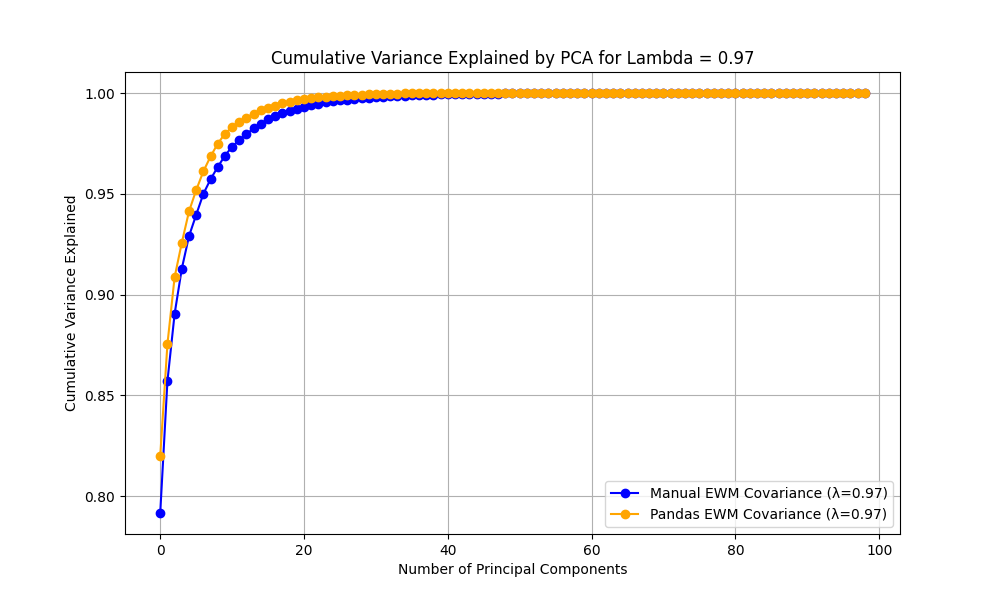 Cumulative Variance Explained by PCA for Lambda = 0.97
Cumulative Variance Explained
1.00
0.95
0.90
0.85
0.80
0
20
40
60
80
100
Number of Principal Components
Manual EWM Covariance (λ=0.97)
Pandas EWM Covariance (λ=0.97)